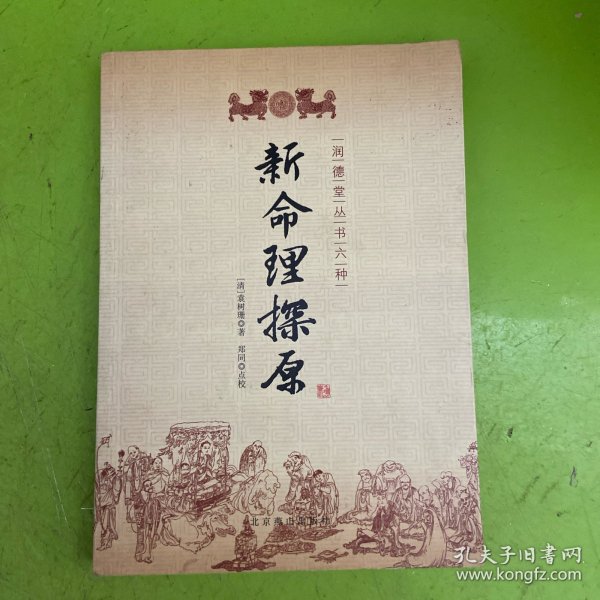 润德堂丛书六种
新命理探原
[清]袁树珊◎著 郑同◎点校
北京燕山出版社
孔夫子旧书网
www.kongfz.com